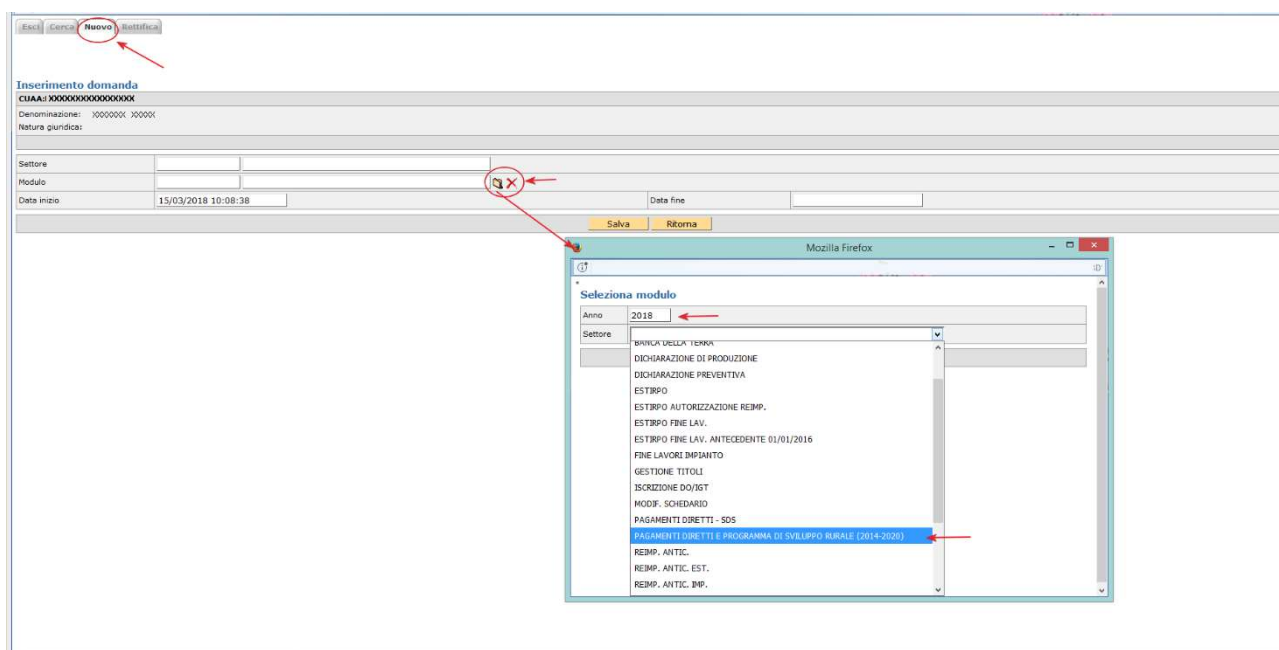 Esci Cerca Nuovo Rettifica
Inserimento domanda
CUAA: XXXXXXXXXXXXXXXX
Denominazione: XXXXXXX XXXXX
Natura giuridica:
Settore
Modulo
Data inizio 15/03/2018 10:08:38 Data fine
Salva Ritorna
Mozilla Firefox
Seleziona modulo
Anno 2018
Settore
BANCA DELLA TERRA
DICHIARAZIONE DI PRODUZIONE
DICHIARAZIONE PREVENTIVA
ESTIRPO
ESTIRPO AUTORIZZAZIONE REIMP.
ESTIRPO FINE LAV.
ESTIRPO FINE LAV. ANTECEDENTE 01/01/2016
FINE LAVORI IMPIANTO
GESTIONE TITOLI
ISCRIZIONE DO/IGT
MODIF. SCHEDARIO
PAGAMENTI DIRETTI - SDS
PAGAMENTI DIRETTI E PROGRAMMA DI SVILUPPO RURALE (2014-2020)
REIMP. ANTIC.
REIMP. ANTIC. EST.
REIMP. ANTIC. IMP.